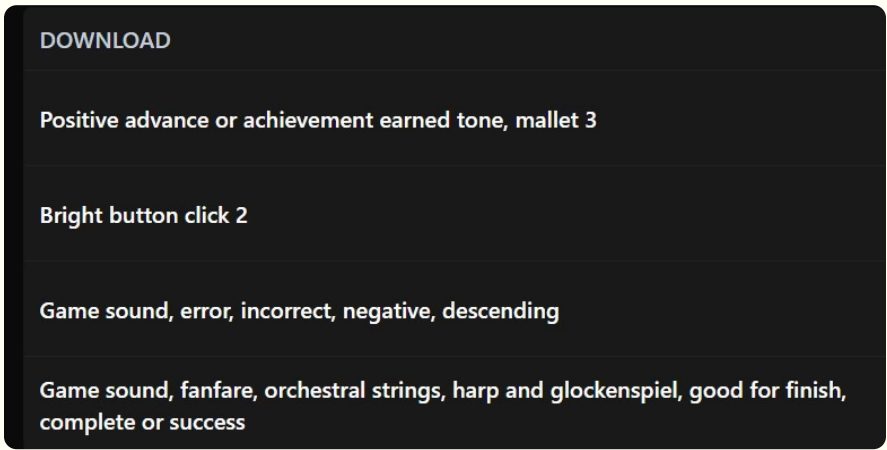 DOWNLOAD
Positive advance or achievement earned tone, mallet 3
Bright button click 2
Game sound, error, incorrect, negative, descending
Game sound, fanfare, orchestral strings, harp and glockenspiel, good for finish,
complete or success